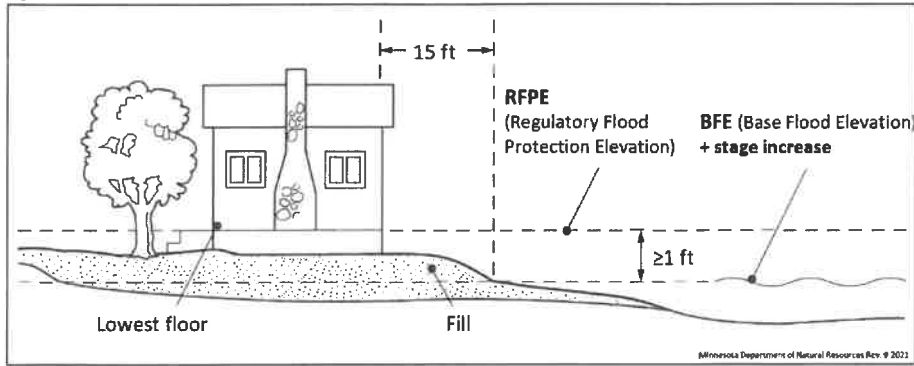 15 ft
RFPE
(Regulatory Flood
Protection Elevation)
BFE (Base Flood Elevation)
+ stage increase
≥1 ft
Lowest floor
Fill
Minnesota Department of Natural Resources Rev. 9 2021